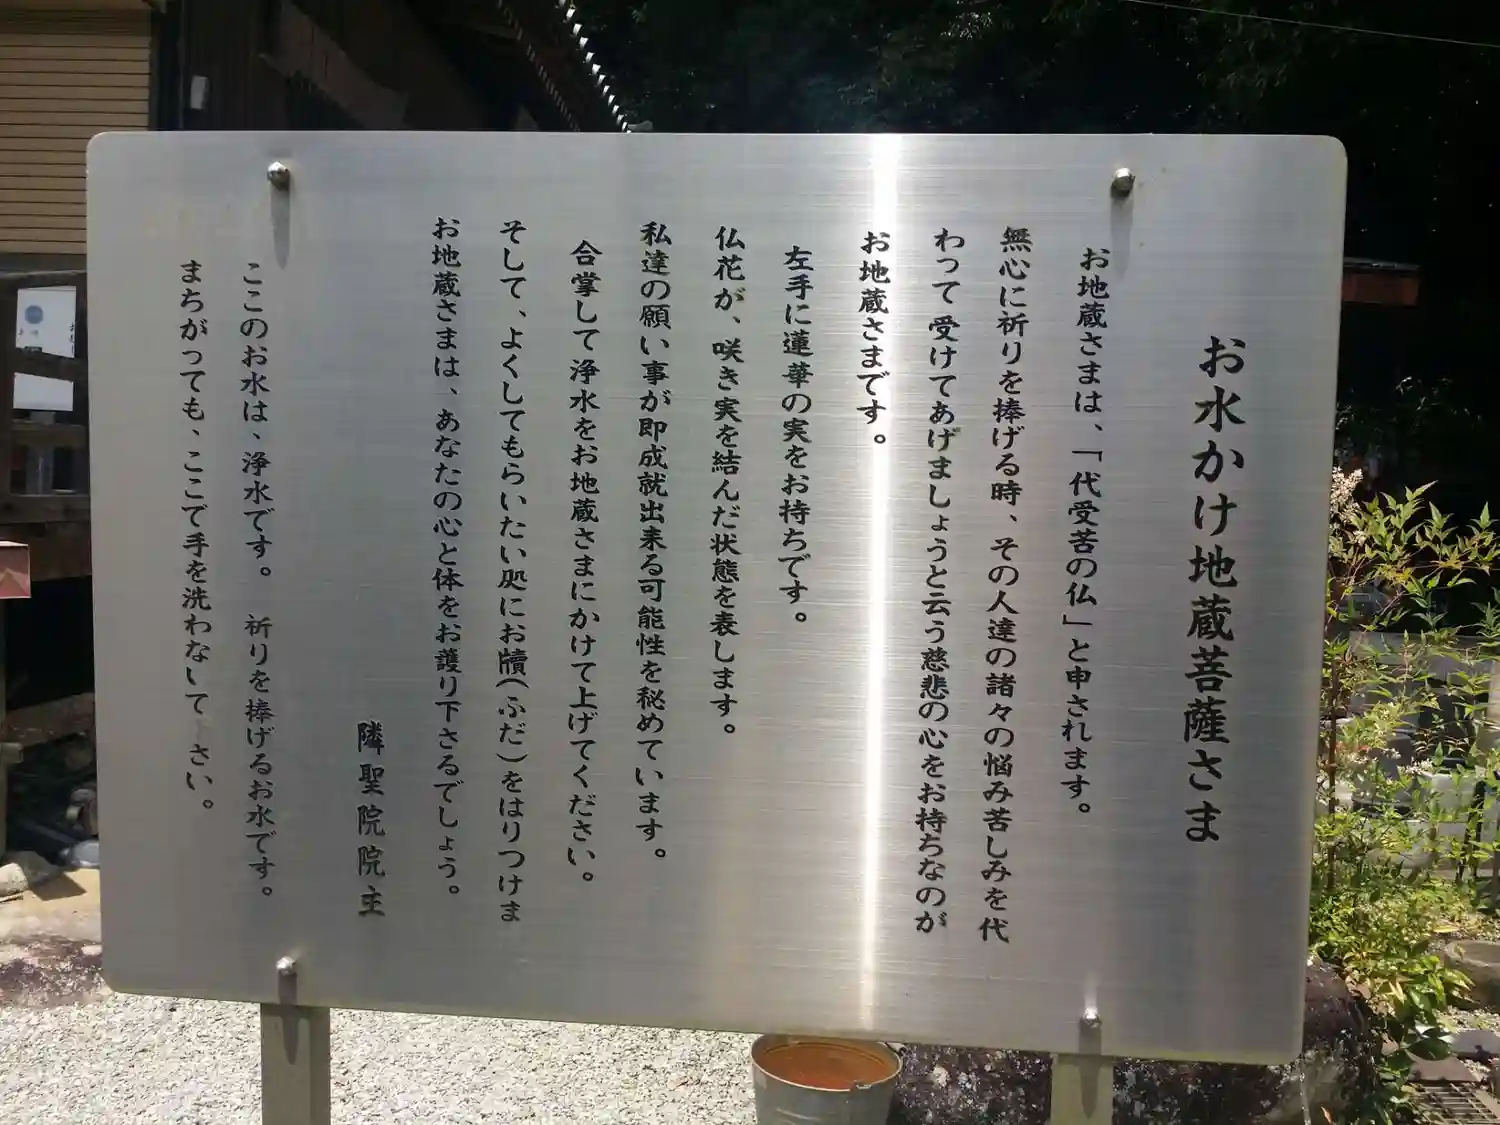 お水かけ地蔵菩薩さま
お地蔵さまは、「代受苦の仏」と申されます。
無心に祈りを捧げる時、その人達の諸々の悩み苦しみを代
わって受けてあげましょうと云う慈悲の心をお持ちなのが
お地蔵さまです。
左手に蓮華の実をお持ちです。
仏花が、咲き実を結んだ状態を表します。
私達の願い事が即成就出来る可能性を秘めています。
合掌して浄水をお地蔵さまにかけて上げてください。
そして、よくしてもらいたい処にお牘(ふだ)をはりつけま
お地蔵さまは、あなたの心と体をお護り下さるでしょう。
隣聖院院主
ここのお水は、浄水です。 祈りを捧げるお水です。
まちがっても、ここで手を洗わないで さい。